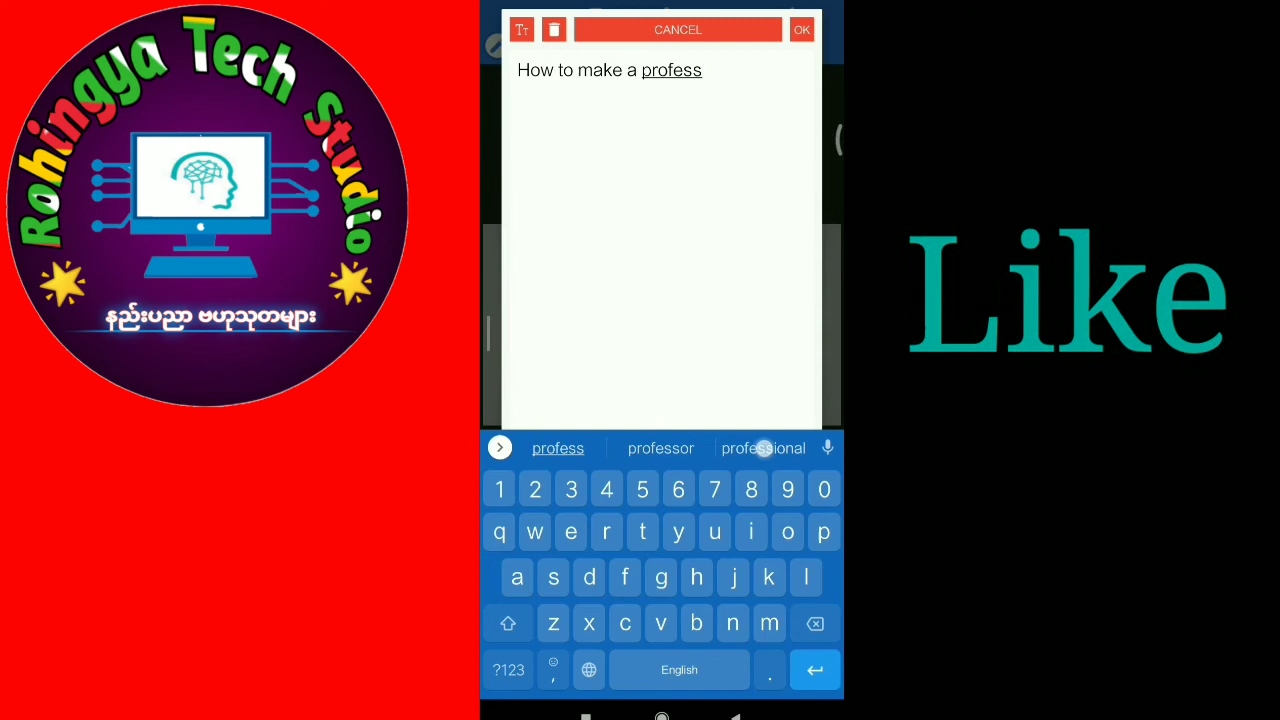 Rohingya Tech Studio
နည်းပညာ ဗဟုသုတများ
Tт CANCEL OK
How to make a profess
profess professor professional
1 2 3 4 5 6 7 8 9 0
q w e r t y u i o p
a s d f g h j k l
z x c v b n m
?123 , English .
Like